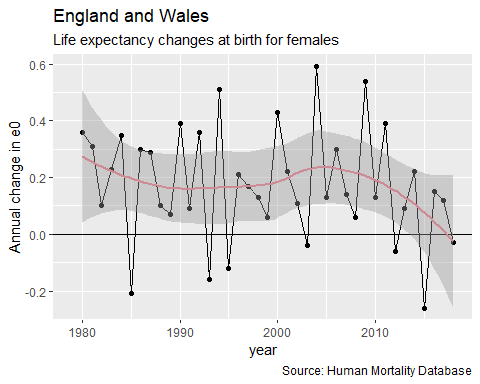 England and Wales
Life expectancy changes at birth for females
Annual change in e0
0.6
0.4
0.2
0.0
-0.2
1980 1990 2000 2010
year
Source: Human Mortality Database